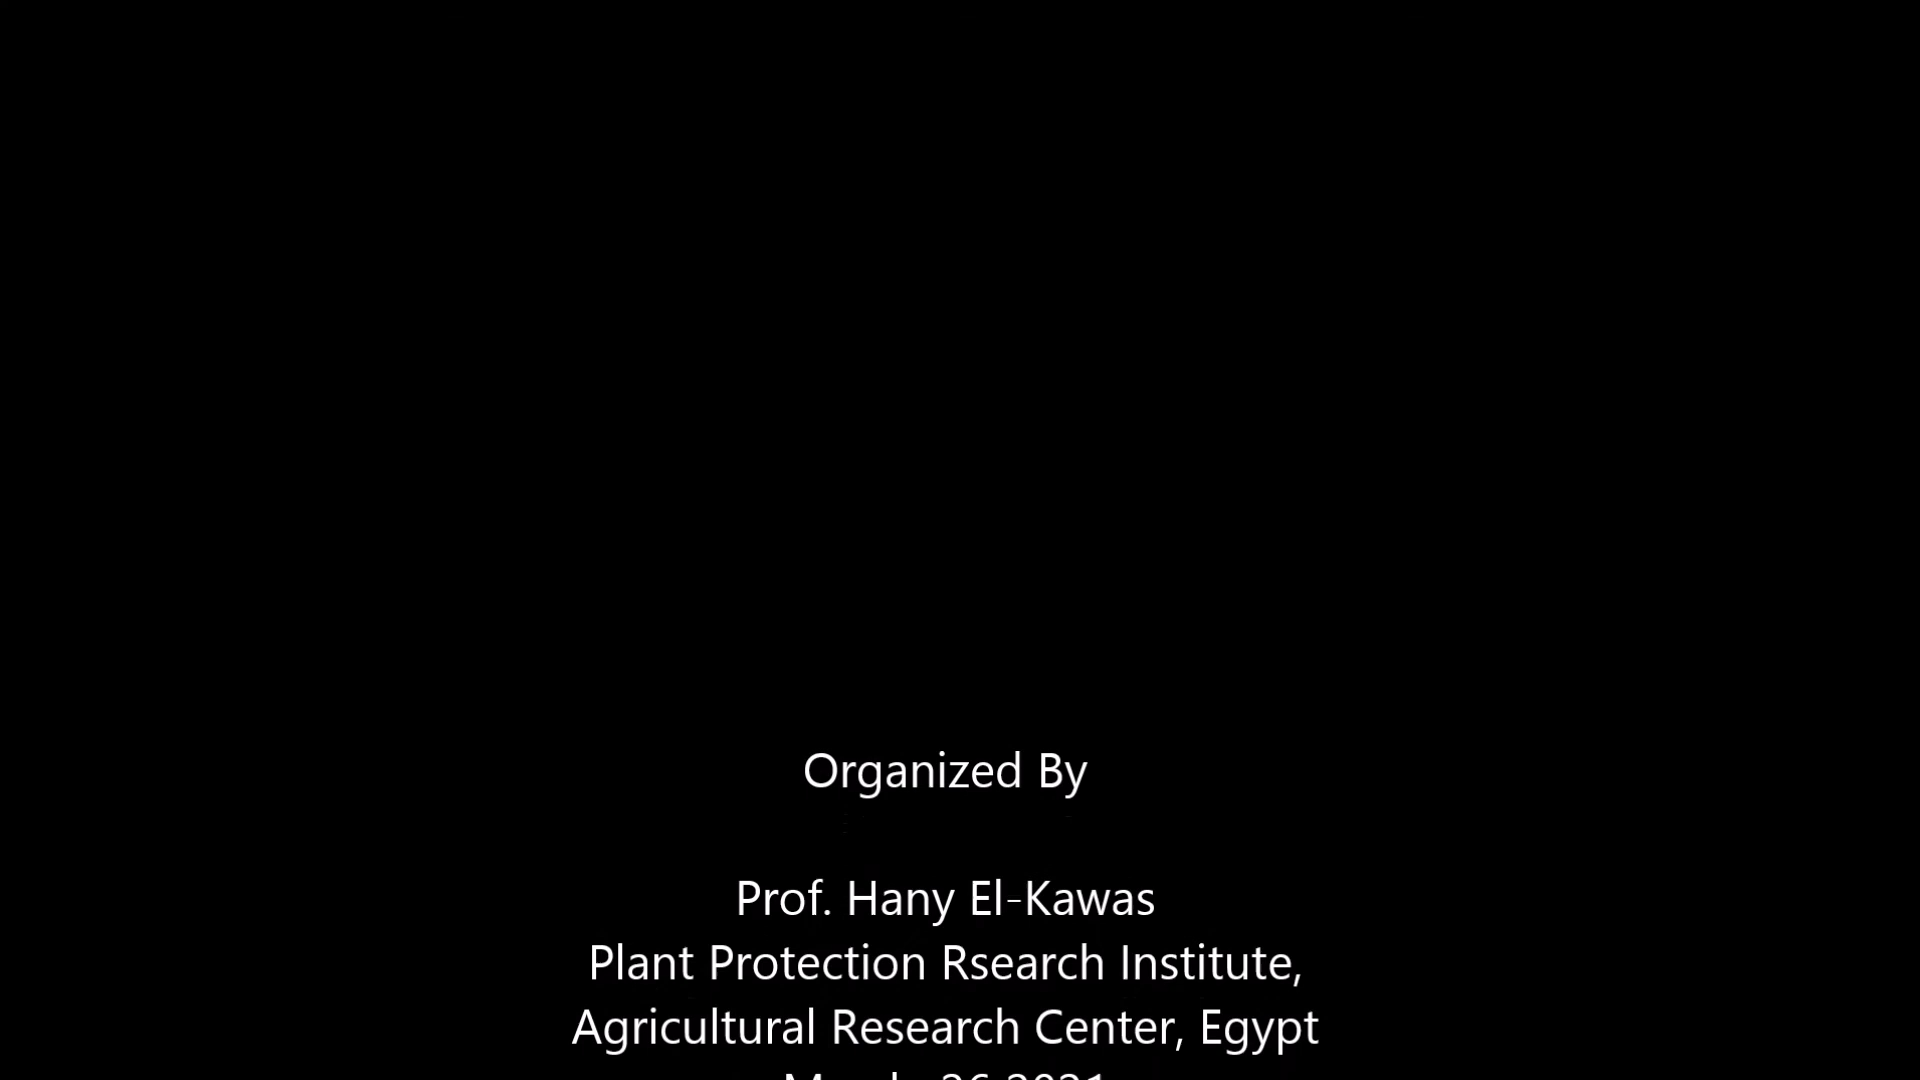 Organized By
Prof. Hany El-Kawas
Plant Protection Rsearch Institute,
Agricultural Research Center, Egypt